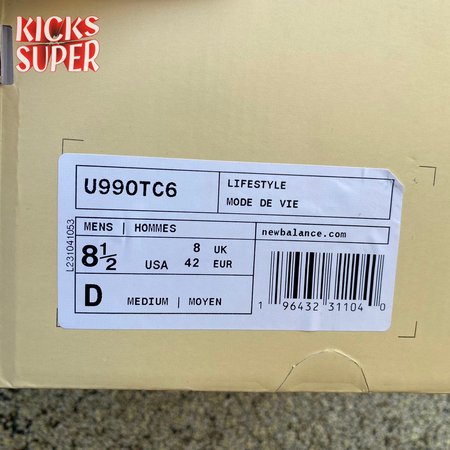 KICKS
SUPER
U990TC6
LIFESTYLE
MODE DE VIE
MENS | HOMMES
8½ USA
8 UK
42 EUR
newbalance.com
D MEDIUM | MOYEN
1 96432 31104 0
L231041053